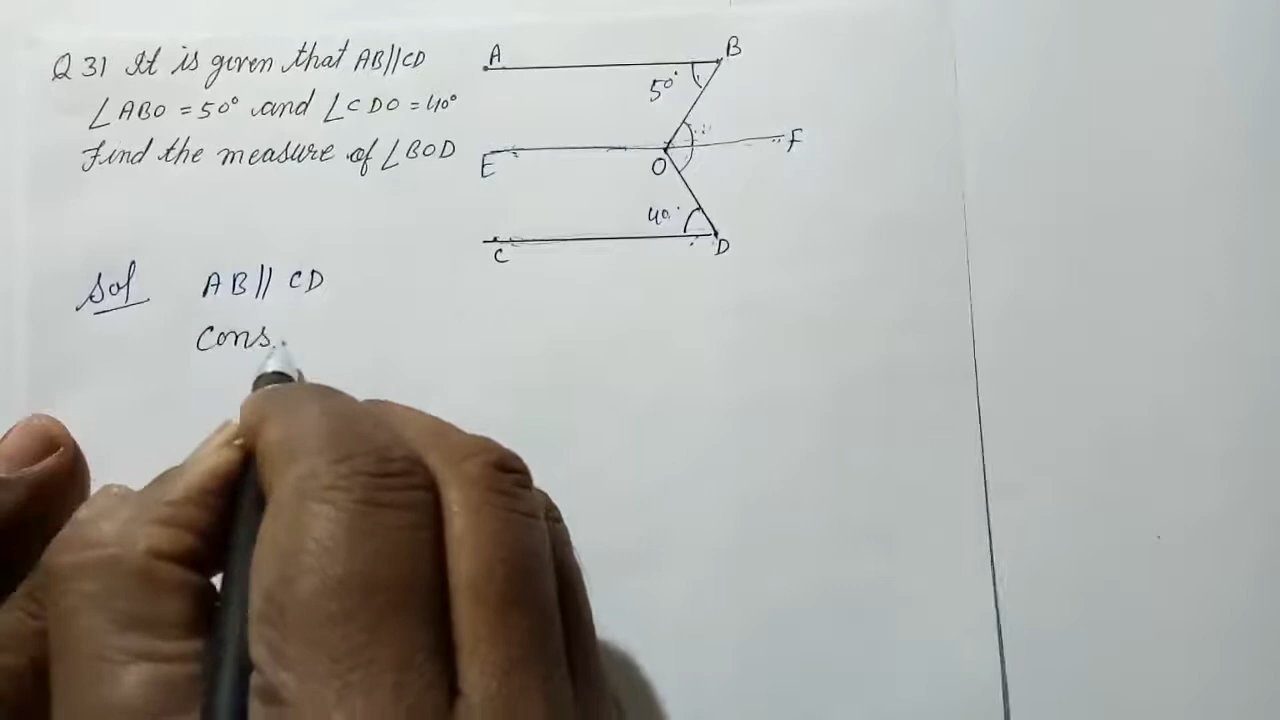 Q 31 It is given that AB//CD
∠ABO = 50° and ∠CDO = 40°
Find the measure of ∠BOD
A
B
50°
E
O
F
40°
C
D
Sol AB // CD
Cons.